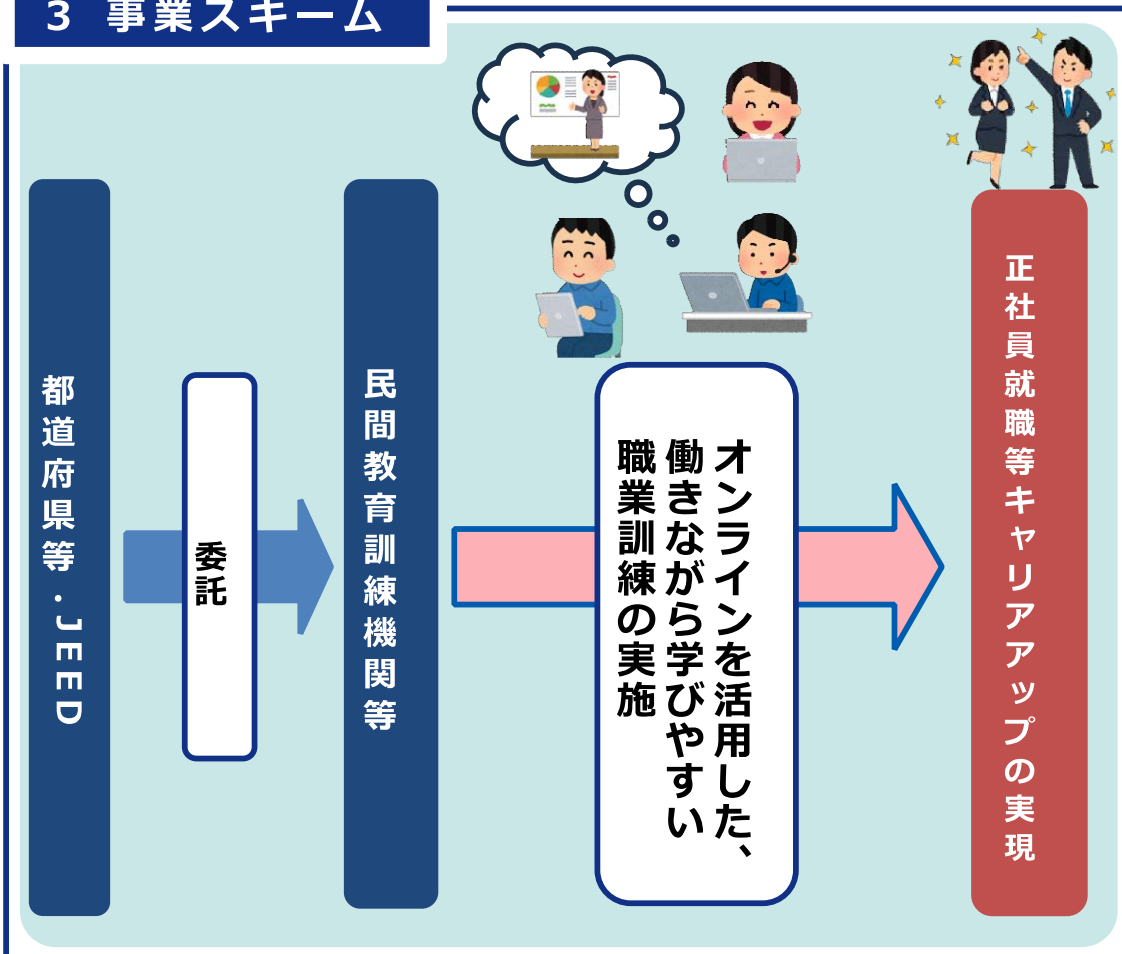 3 事業スキーム
都道府県等．JEED
委託
民間教育訓練機関等
オンラインを活用した、
働きながら学びやすい
職業訓練の実施
正社員就職等キャリアアップの実現